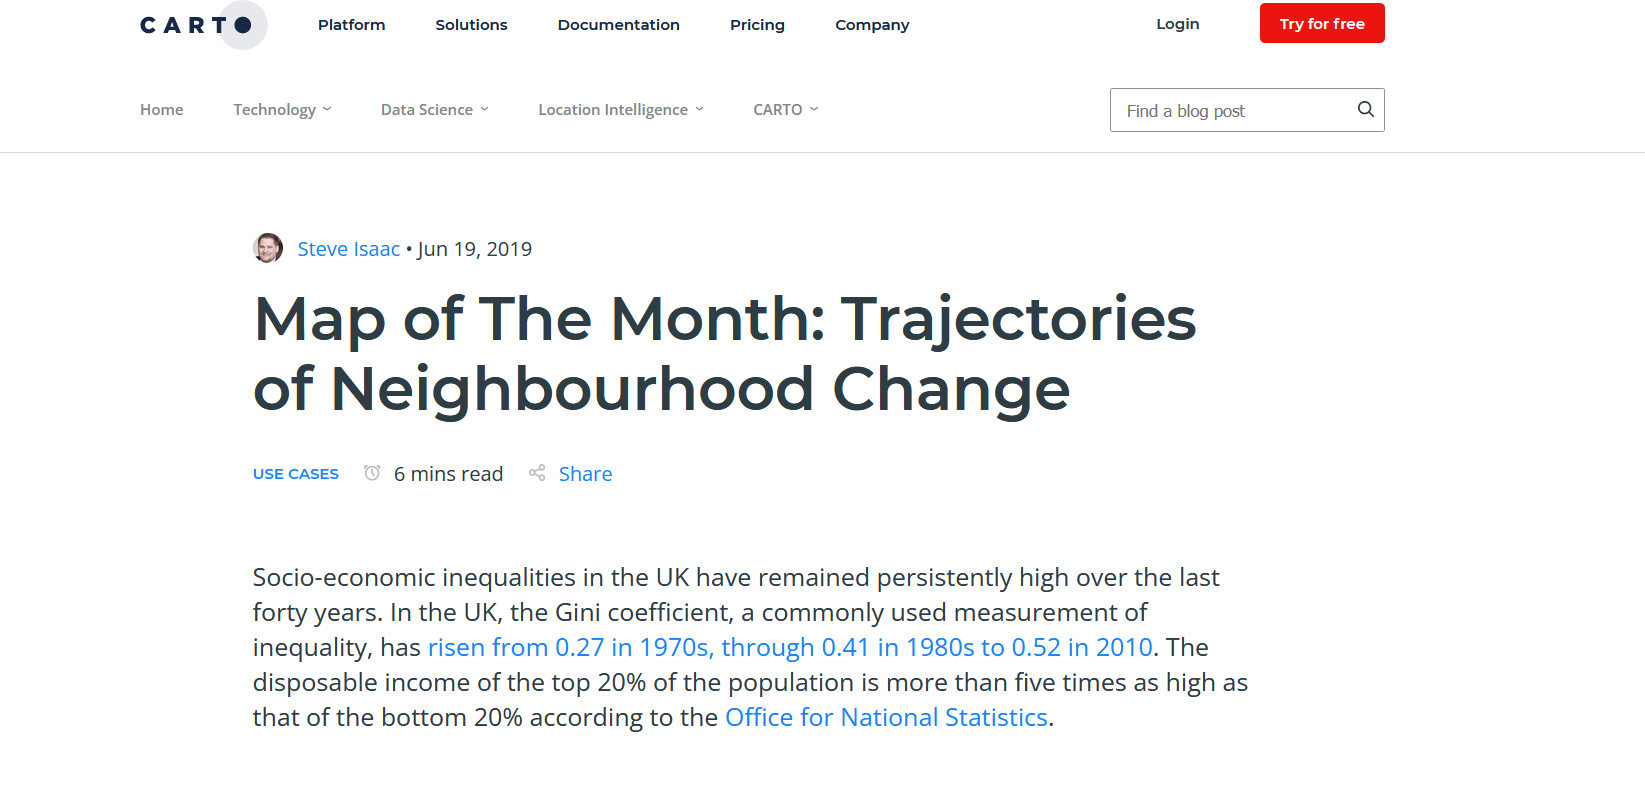 CARTO Platform Solutions Documentation Pricing Company Login Try for free
Home Technology Data Science Location Intelligence CARTO Find a blog post
Steve Isaac • Jun 19, 2019
Map of The Month: Trajectories
of Neighbourhood Change
USE CASES 6 mins read Share
Socio-economic inequalities in the UK have remained persistently high over the last
forty years. In the UK, the Gini coefficient, a commonly used measurement of
inequality, has risen from 0.27 in 1970s, through 0.41 in 1980s to 0.52 in 2010. The
disposable income of the top 20% of the population is more than five times as high as
that of the bottom 20% according to the Office for National Statistics.